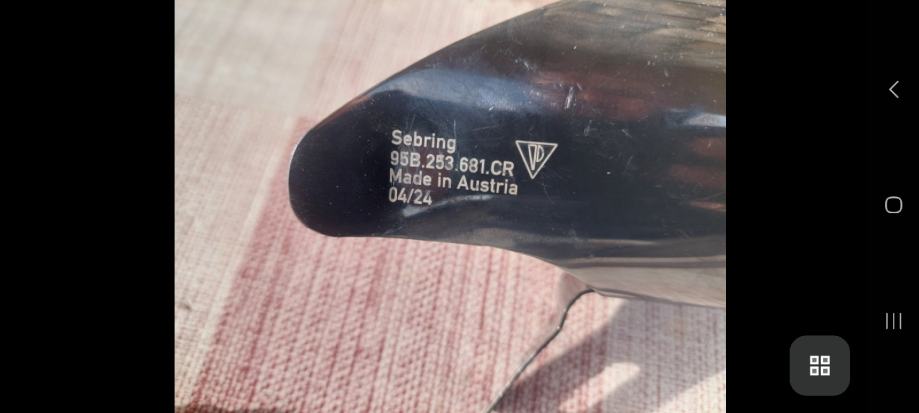 Sebring
95B.253.681.CR
Made in Austria
04/24